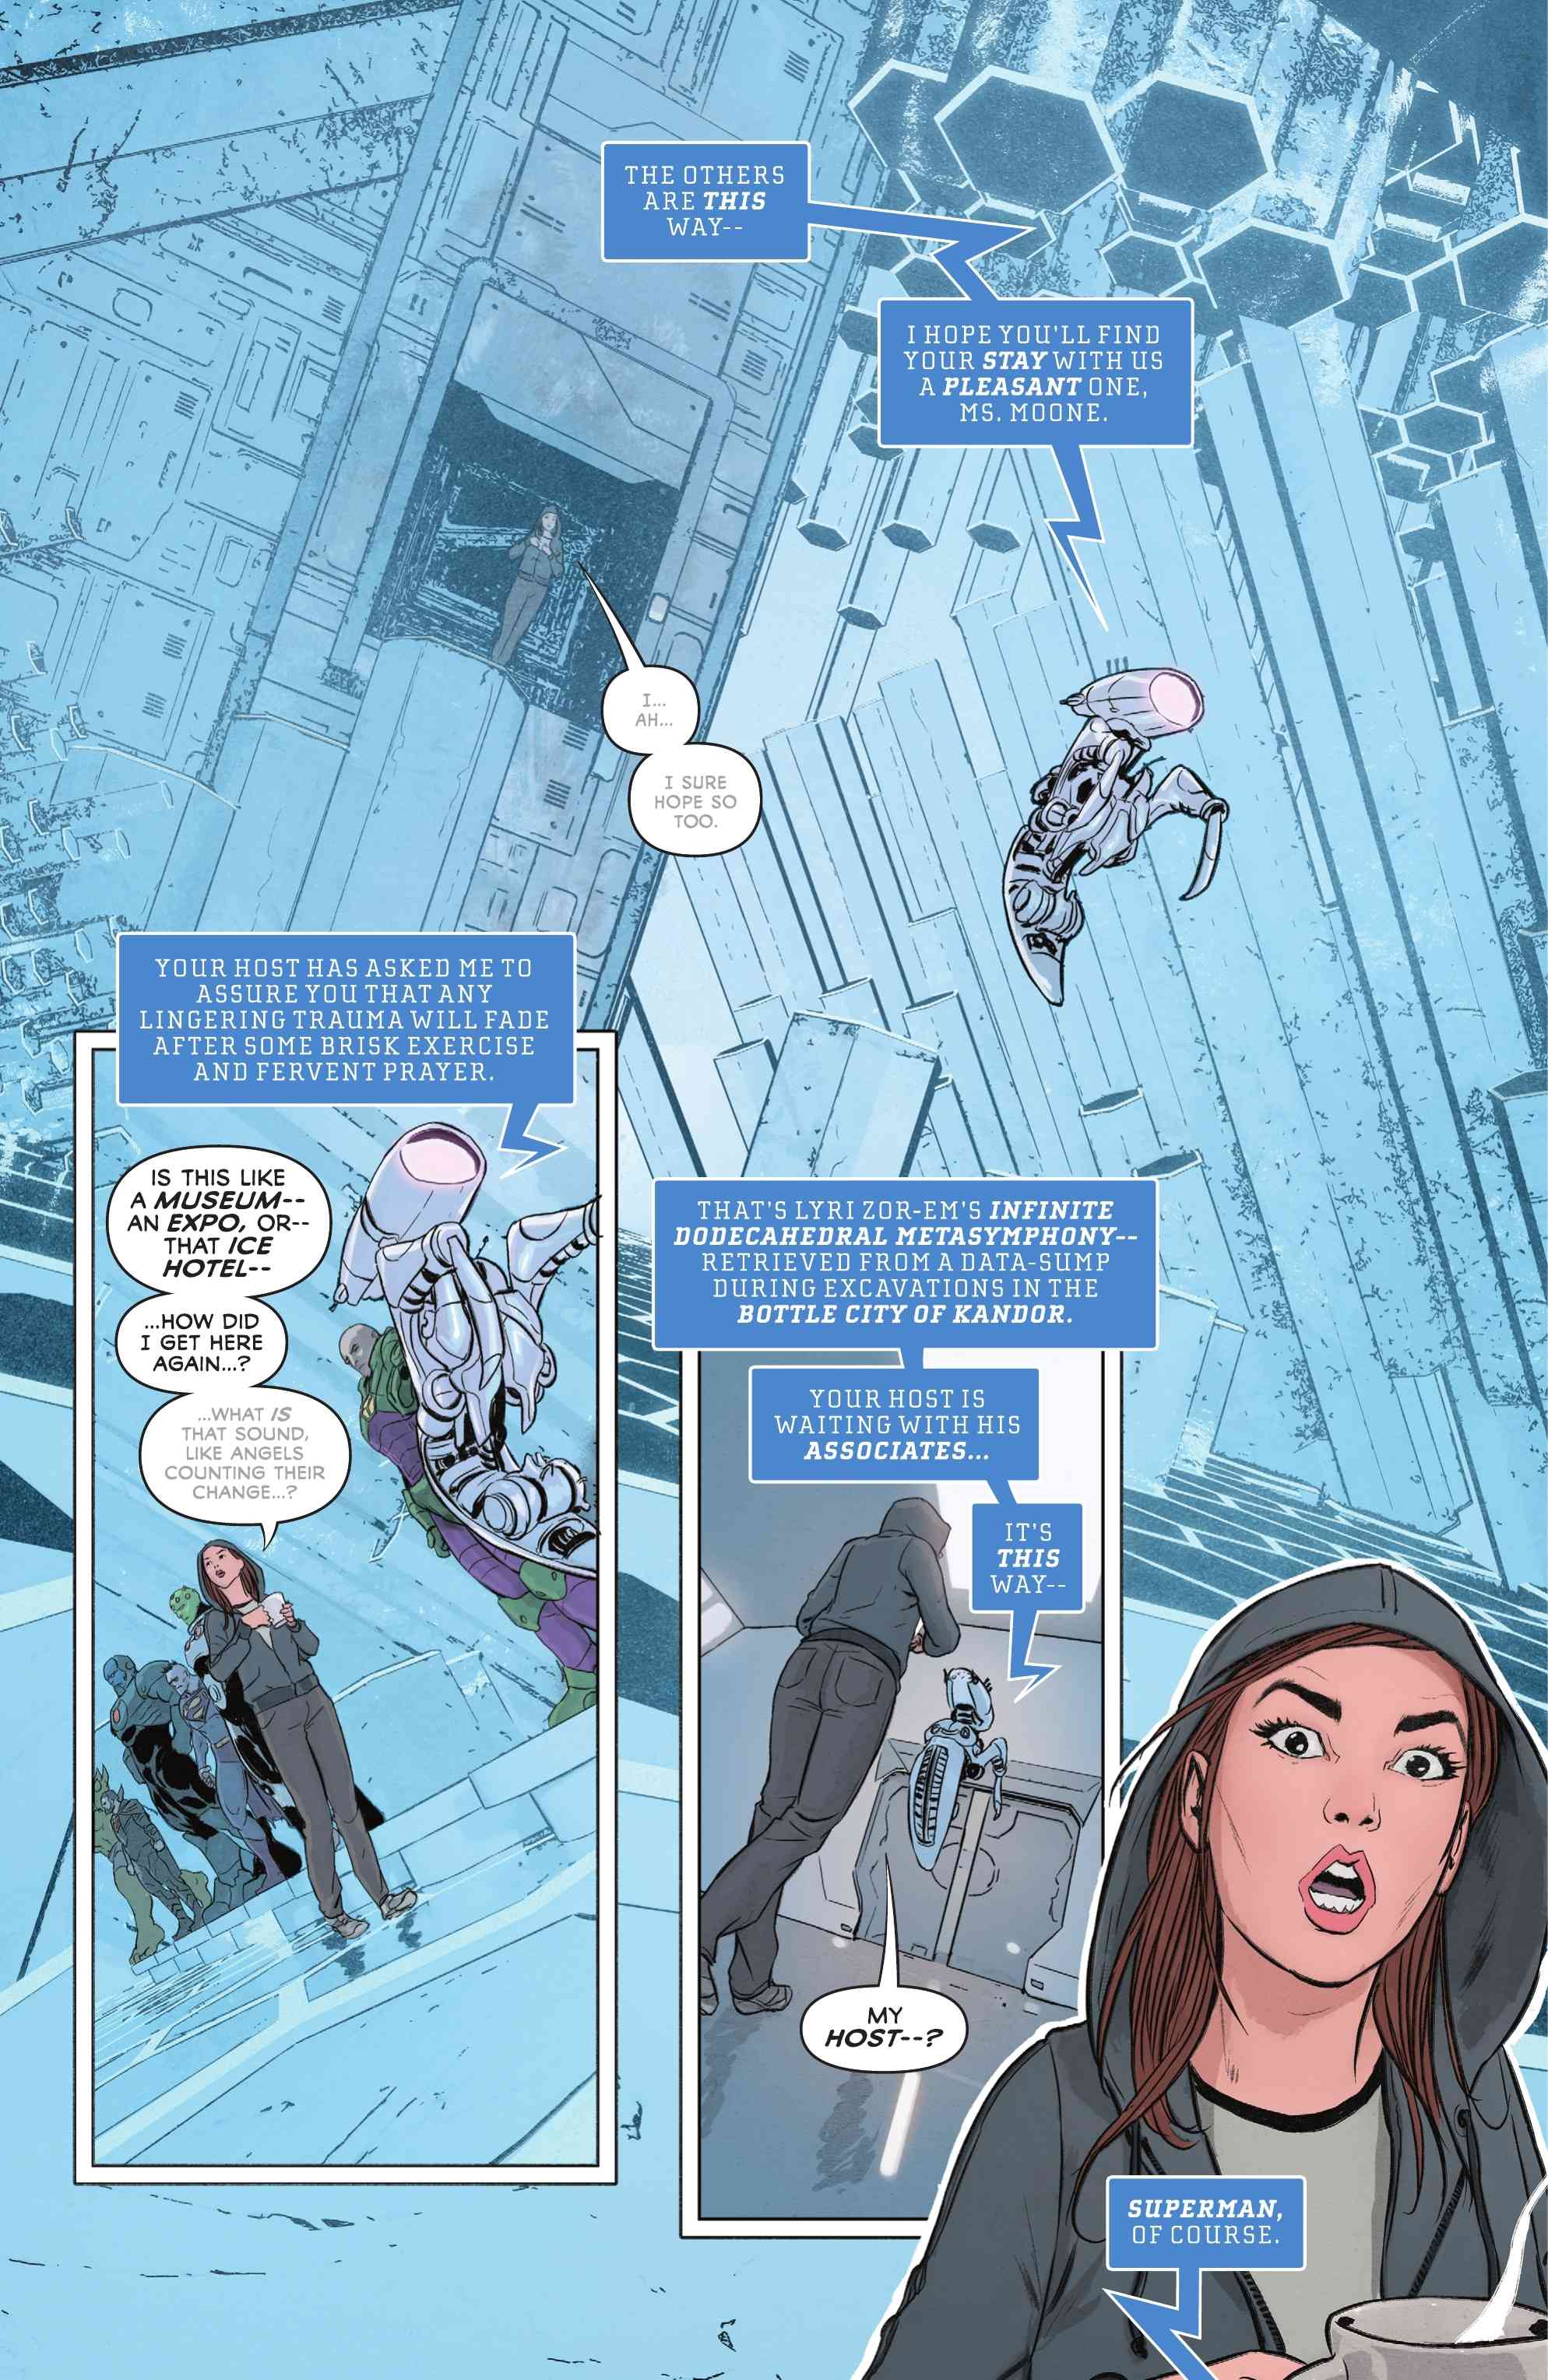 THE OTHERS
ARE THIS
WAY--
I HOPE YOU'LL FIND
YOUR STAY WITH US
A PLEASANT ONE,
MS. MOONE.
I...
AH...
I SURE
HOPE SO
TOO.
YOUR HOST HAS ASKED ME TO
ASSURE YOU THAT ANY
LINGERING TRAUMA WILL FADE
AFTER SOME BRISK EXERCISE
AND FERVENT PRAYER.
IS THIS LIKE
A MUSEUM--
AN EXPO, OR--
THAT ICE
HOTEL--
...HOW DID
I GET HERE
AGAIN...?
...WHAT IS
THAT SOUND,
LIKE ANGELS
COUNTING THEIR
CHANGE...?
THAT'S LYRI ZOR-EM'S INFINITE
DODECAHEDRAL METASYMPHONY--
RETRIEVED FROM A DATA-SUMP
DURING EXCAVATIONS IN THE
BOTTLE CITY OF KANDOR.
YOUR HOST IS
WAITING WITH HIS
ASSOCIATES...
IT'S
THIS
WAY--
MY
HOST--?
SUPERMAN,
OF COURSE.